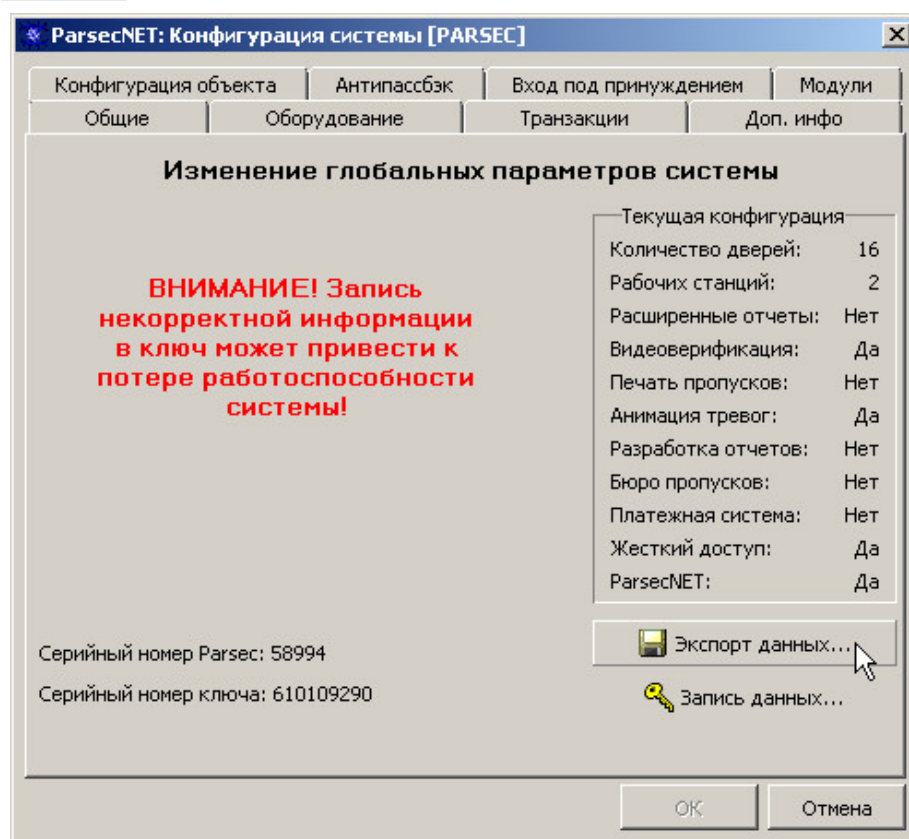 ParsecNET: Конфигурация системы [PARSEC]
Конфигурация объекта Антипассбэк Вход под принуждением Модули
Общие Оборудование Транзакции Доп. инфо
Изменение глобальных параметров системы
ВНИМАНИЕ! Запись
некорректной информации
в ключ может привести к
потере работоспособности
системы!
Текущая конфигурация
Количество дверей: 16
Рабочих станций: 2
Расширенные отчеты: Нет
Видеоверификация: Да
Печать пропусков: Нет
Анимация тревог: Да
Разработка отчетов: Нет
Бюро пропусков: Нет
Платежная система: Нет
Жесткий доступ: Да
ParsecNET: Да
Серийный номер Parsec: 58994
Серийный номер ключа: 610109290
Экспорт данных...
Запись данных...
ОК Отмена